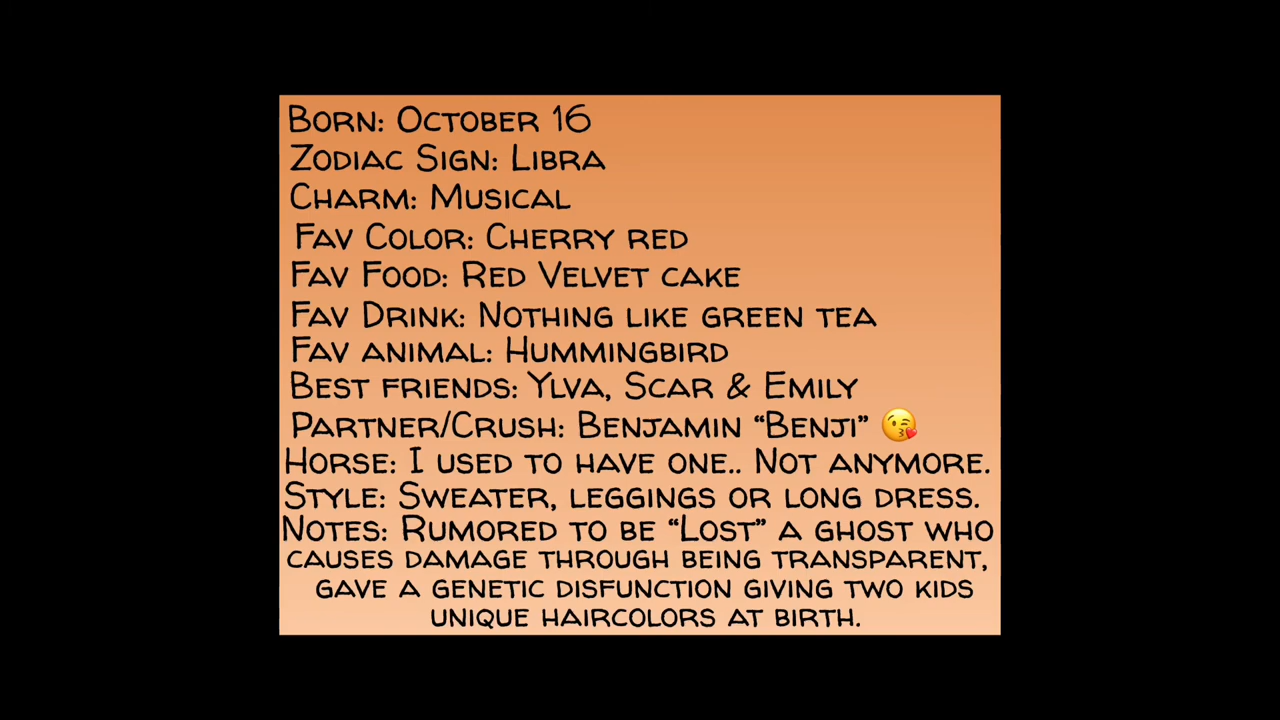 Born: October 16
Zodiac Sign: Libra
Charm: Musical
Fav Color: Cherry red
Fav Food: Red Velvet cake
Fav Drink: Nothing like green tea
Fav animal: Hummingbird
Best friends: Ylva, Scar & Emily
Partner/Crush: Benjamin “Benji” 😘
Horse: I used to have one.. Not anymore.
Style: Sweater, leggings or long dress.
Notes: Rumored to be “Lost” a ghost who
causes damage through being transparent,
gave a genetic disfunction giving two kids
unique haircolors at birth.